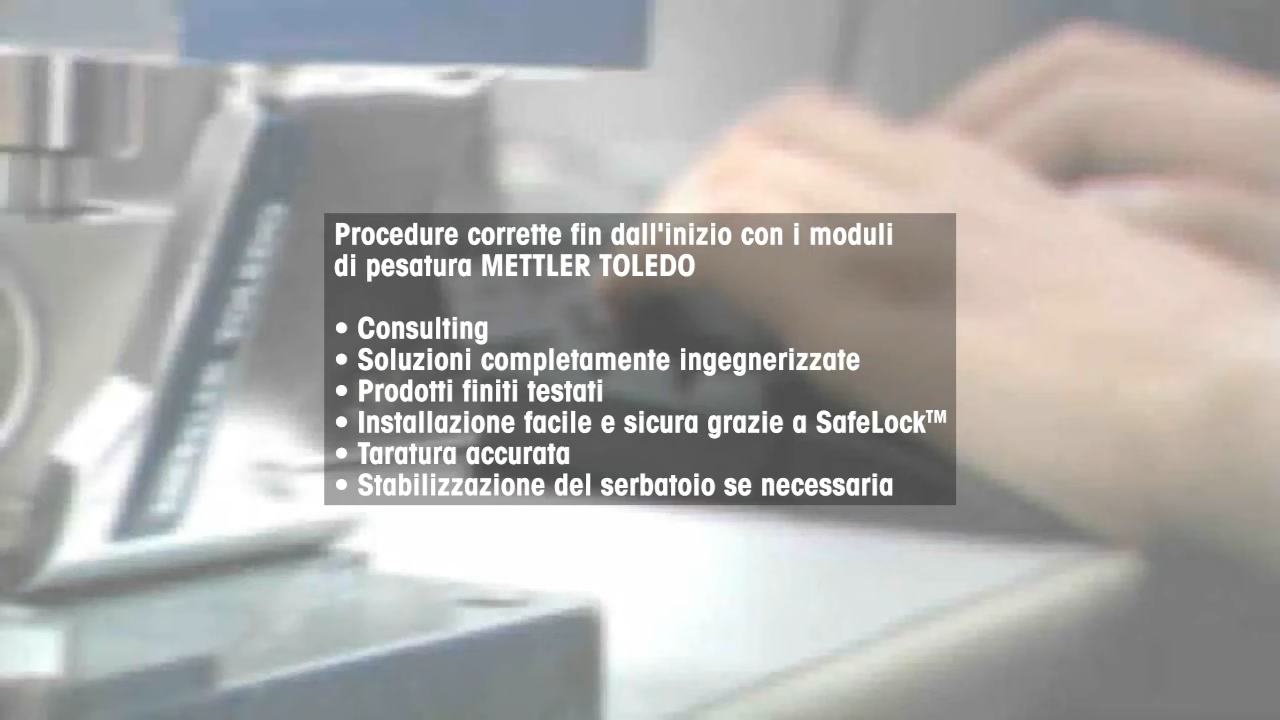 Procedure corrette fin dall'inizio con i moduli
di pesatura METTLER TOLEDO
• Consulting
• Soluzioni completamente ingegnerizzate
• Prodotti finiti testati
• Installazione facile e sicura grazie a SafeLock™
• Taratura accurata
• Stabilizzazione del serbatoio se necessaria